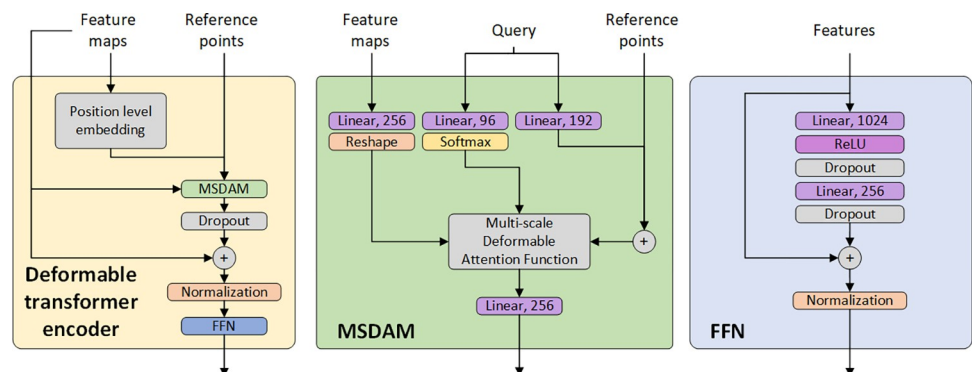 Feature
maps
Reference
points
Position level
embedding
MSDAM
Dropout
+
Normalization
FFN
Deformable
transformer
encoder
Feature
maps
Query
Reference
points
Linear, 256
Reshape
Linear, 96
Softmax
Linear, 192
Multi-scale
Deformable
Attention Function
+
Linear, 256
MSDAM
Features
Linear, 1024
ReLU
Dropout
Linear, 256
Dropout
+
Normalization
FFN